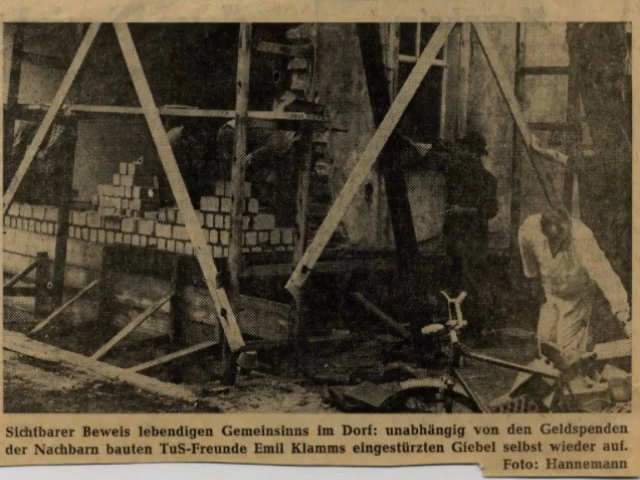 Sichtbarer Beweis lebendigen Gemeinsinns im Dorf: unabhängig von den Geldspenden
der Nachbarn bauten TuS-Freunde Emil Klamms eingestürzten Giebel selbst wieder auf.
Foto: Hannemann